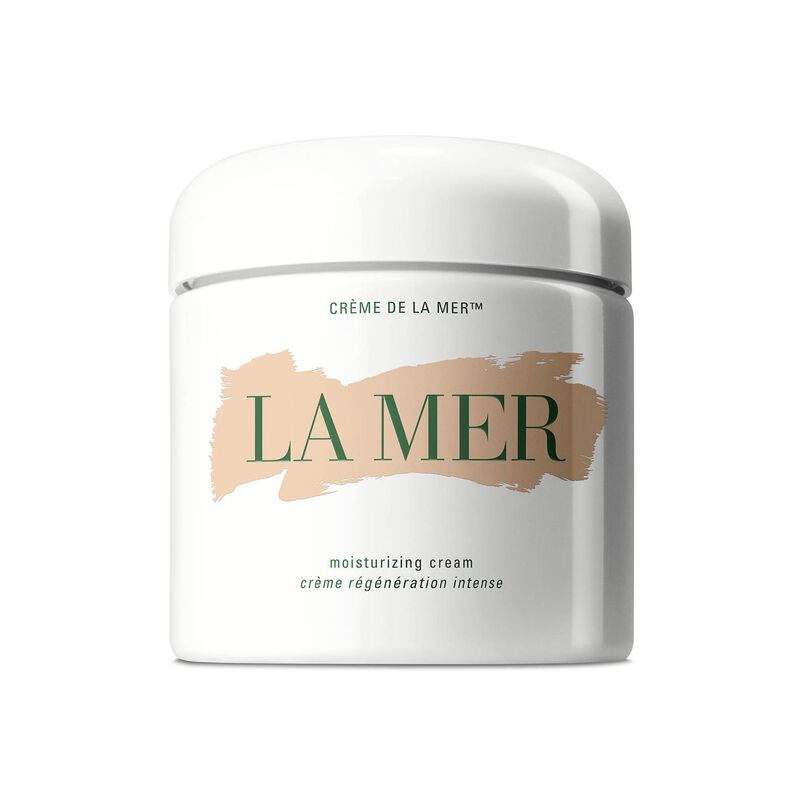 CRÈME DE LA MER™
LA MER
moisturizing cream
crème régénération intense